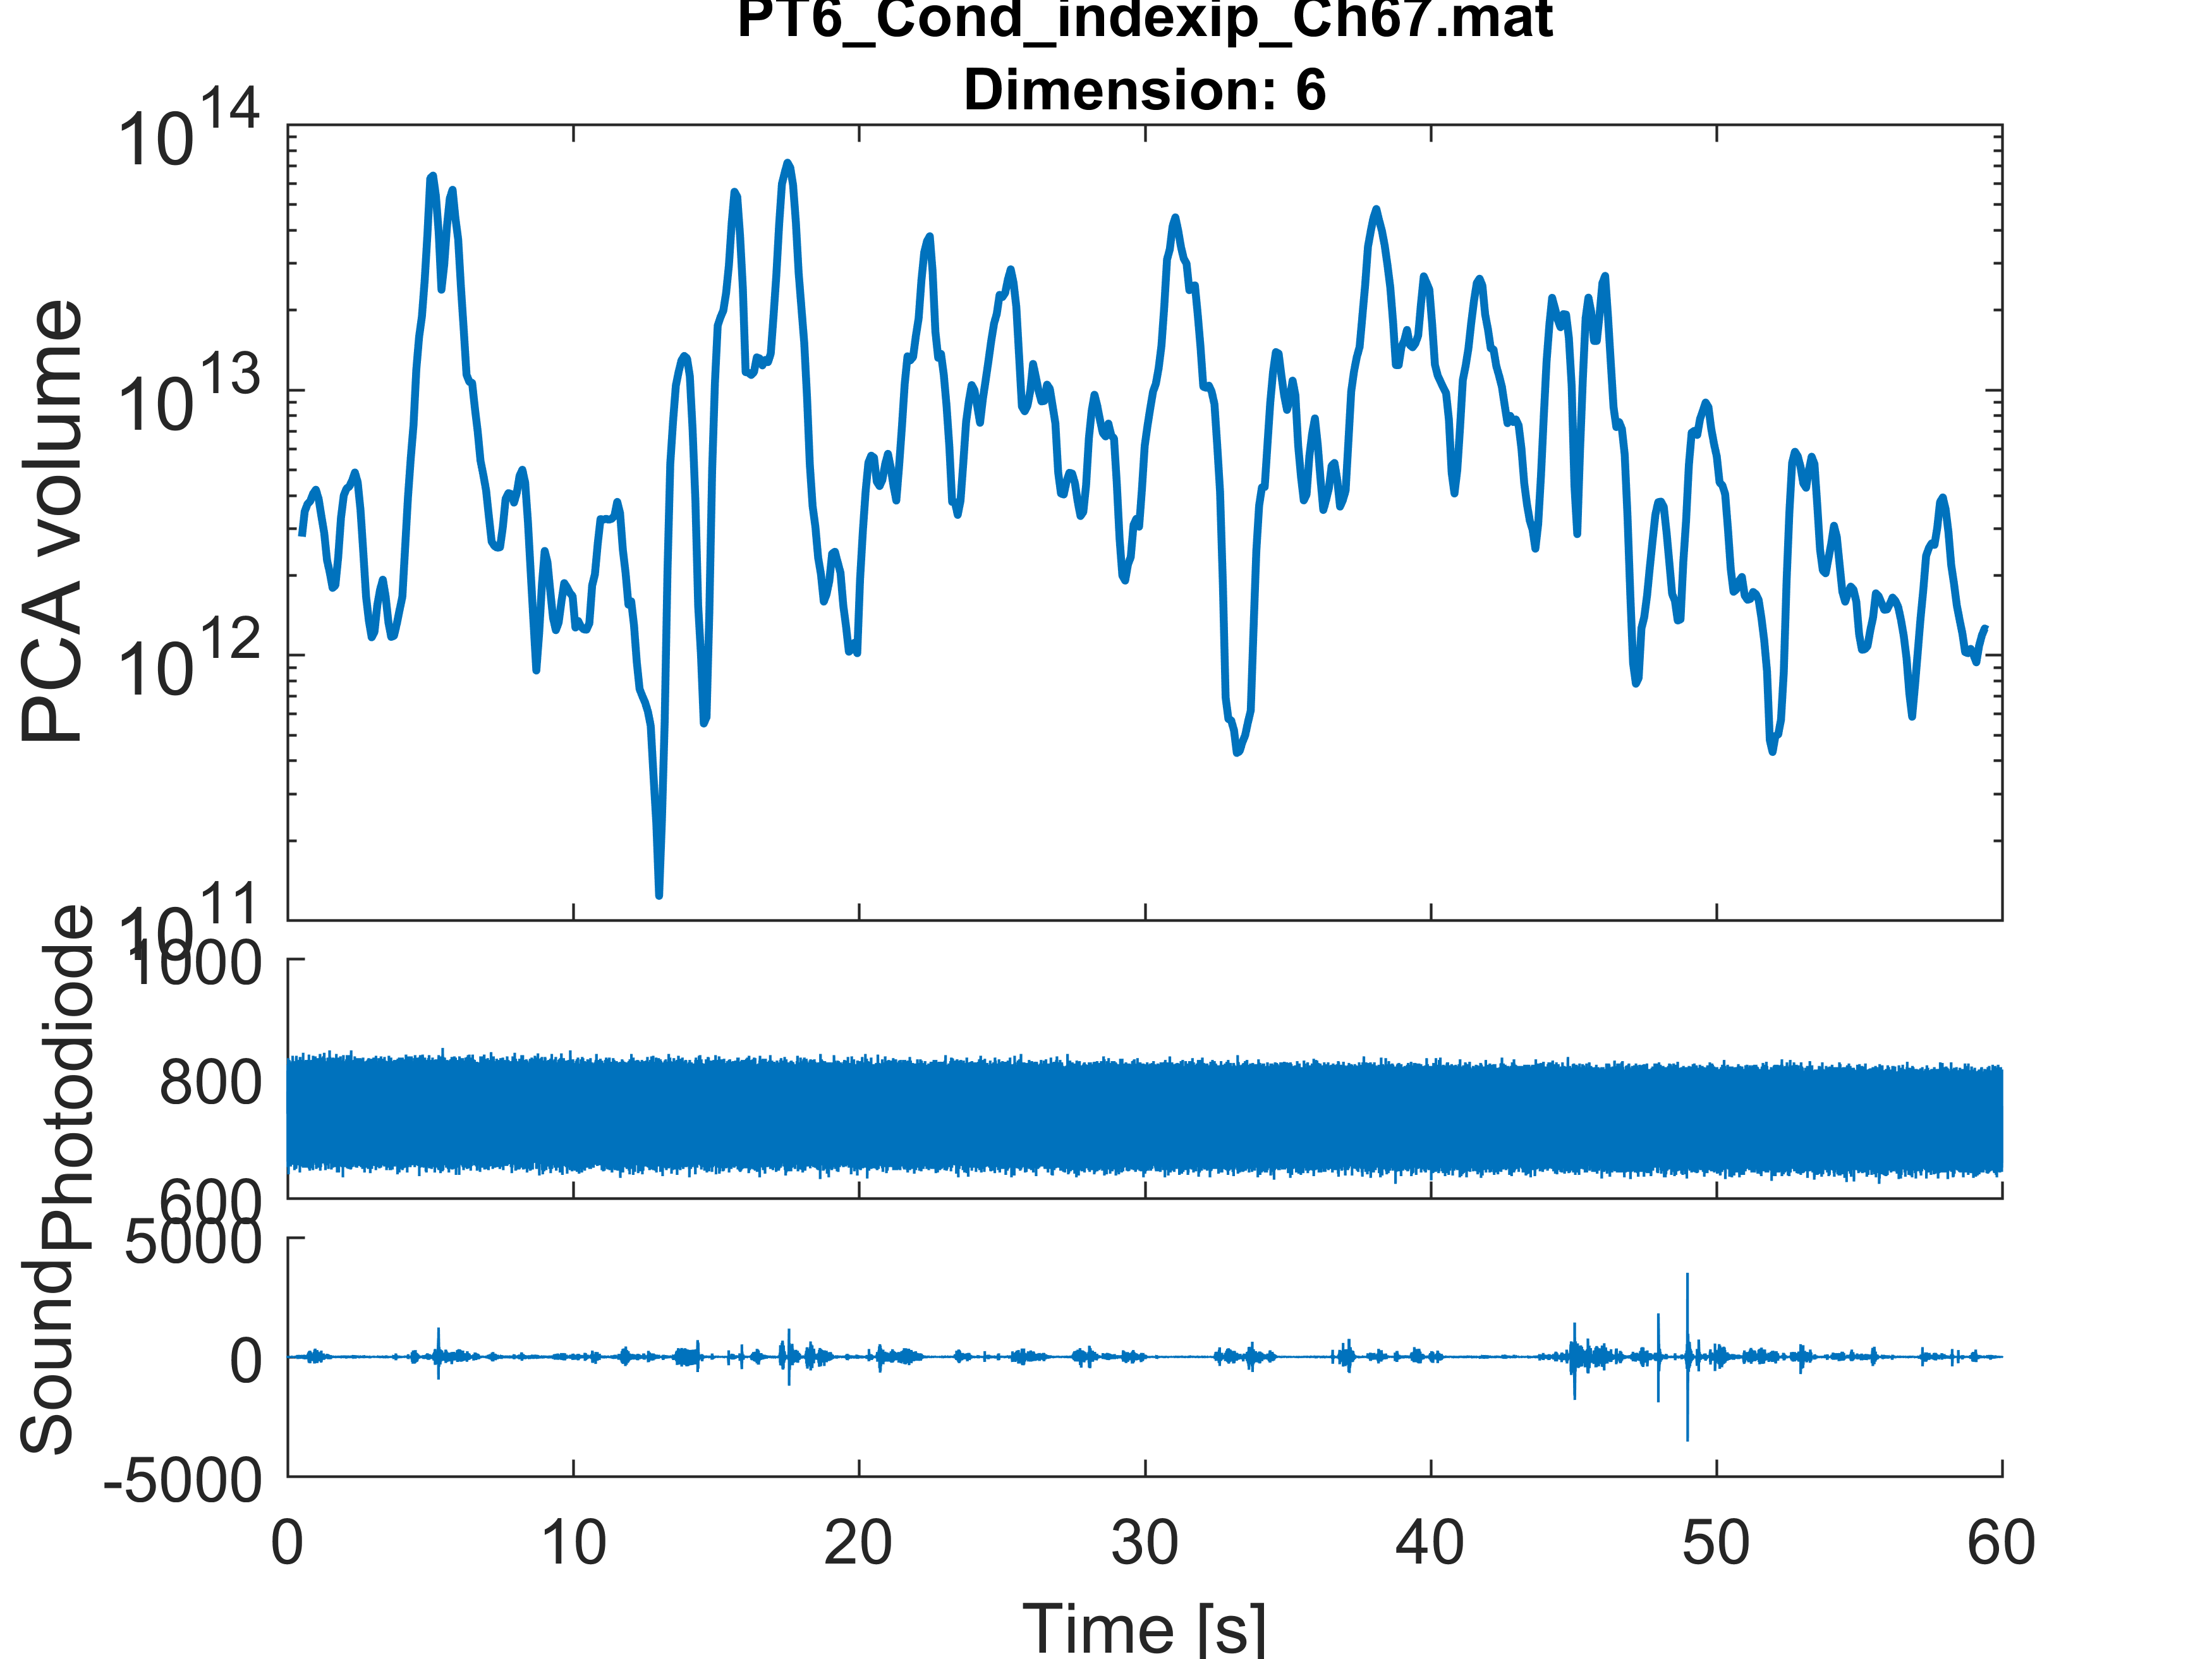 PT6_Cond_indexip_Ch67.mat
Dimension: 6
PCA volume
10^14
10^13
10^12
10^11
Photodiode
1000
800
600
Sound
5000
0
-5000
0 10 20 30 40 50 60
Time [s]